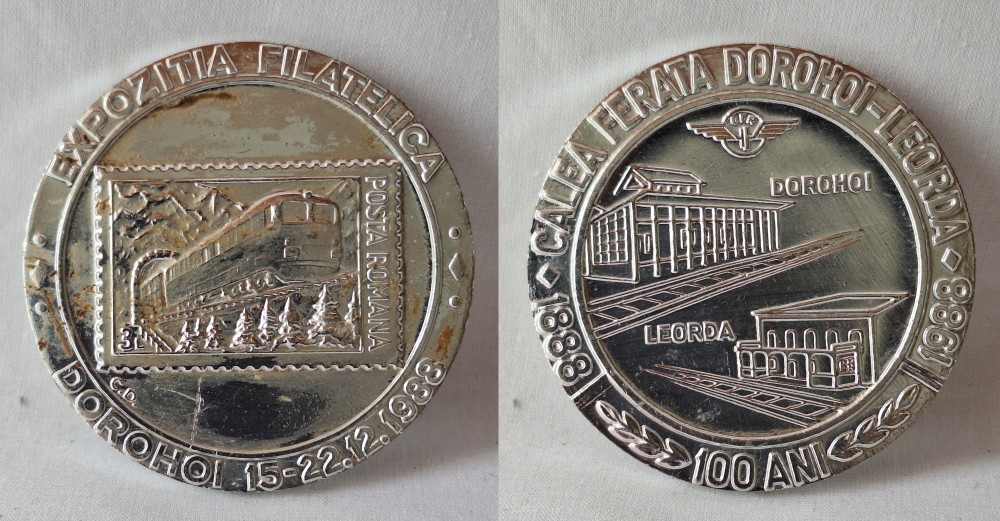 EXPOZITIA FILATELICA
POSTA ROMANA
3L
C.D.
DOROHOI 15-22.12.1988
CALEA FERATA DOROHOI-LEORDA
CFR
DOROHOI
LEORDA
1888
1988
100 ANI